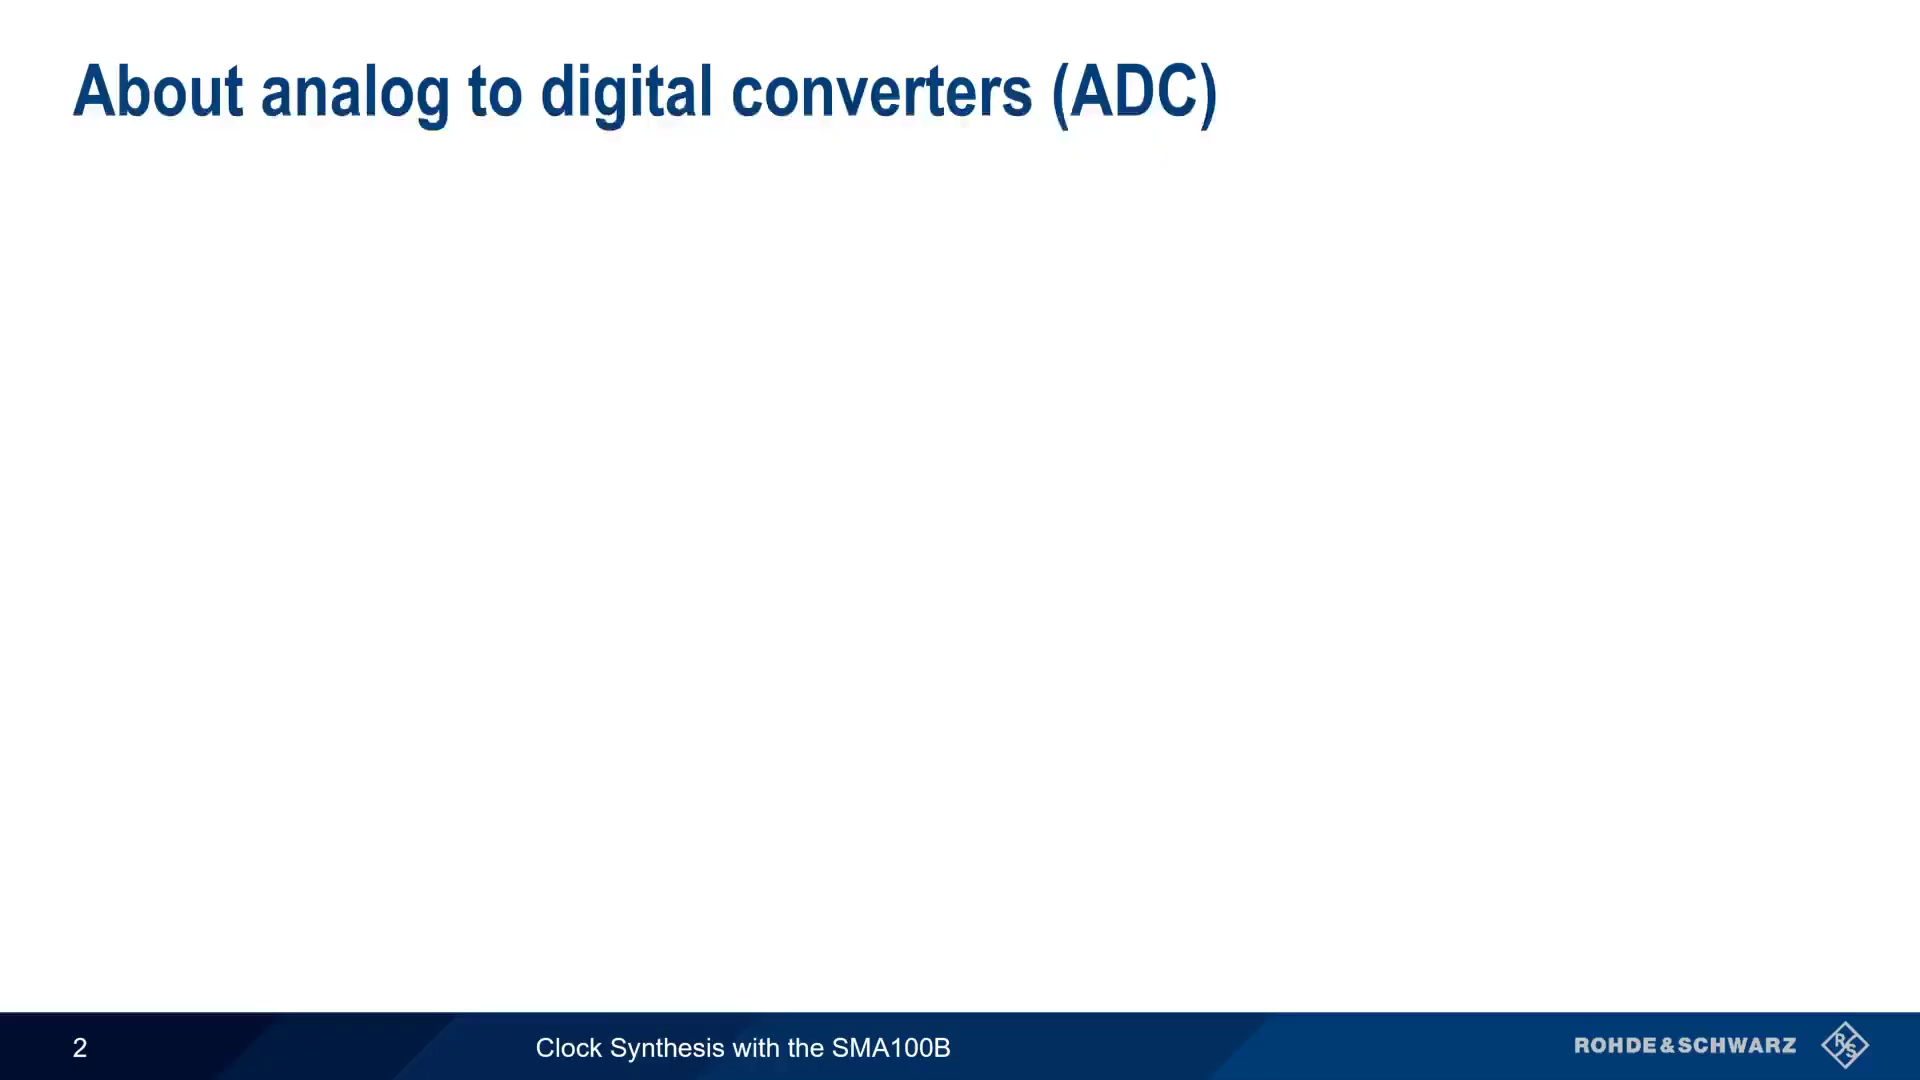 About analog to digital converters (ADC)
2
Clock Synthesis with the SMA100B
ROHDE & SCHWARZ
R S